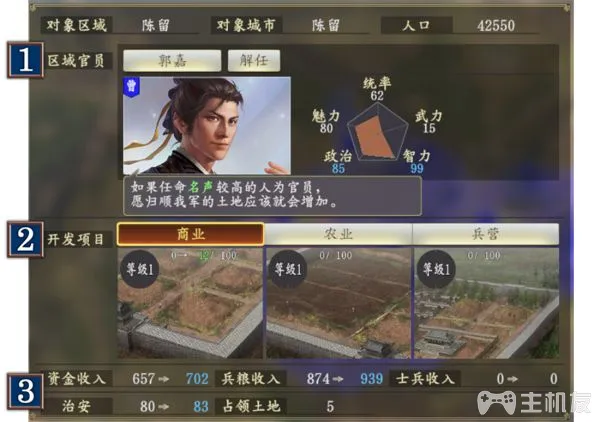 对象区域 陈留 对象城市 陈留 人口 42550
1 区域官员 郭嘉 解任
曹
统率
62
魅力 武力
80 15
政治 智力
85 99
如果任命名声较高的人为官员，
愿归顺我军的土地应该就会增加。
2 开发项目 商业 农业 兵营
等级1 0/ 100 等级1 0/ 100
等级1
3 资金收入 657→ 702 兵粮收入 874→ 939 士兵收入 0→ 0
治安 80→ 83 占领土地 5
主机友